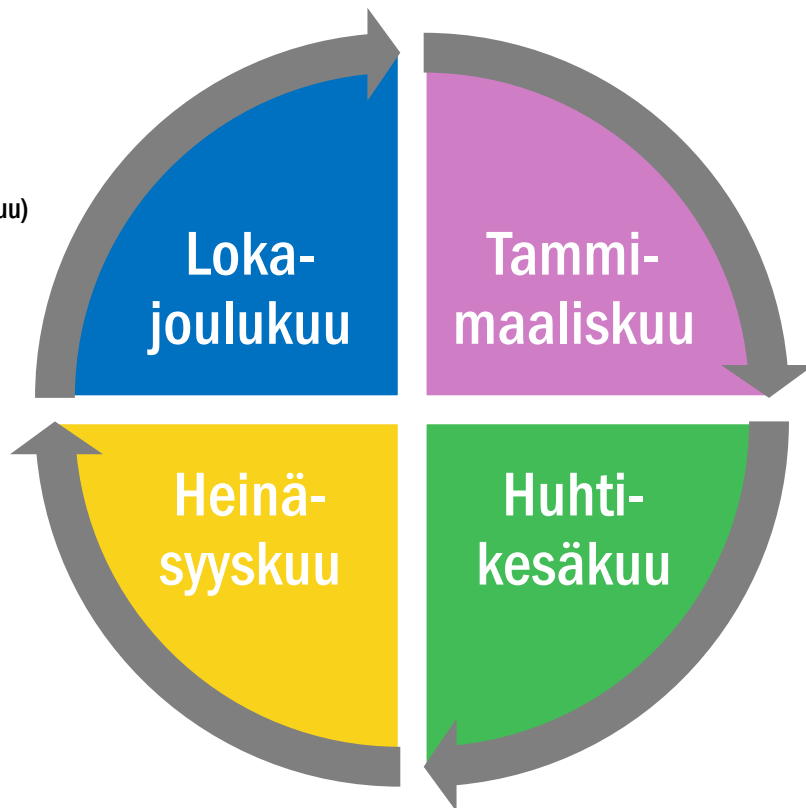 Loka-
joulukuu
Tammi-
maaliskuu
Heinä-
syyskuu
Huhti-
kesäkuu